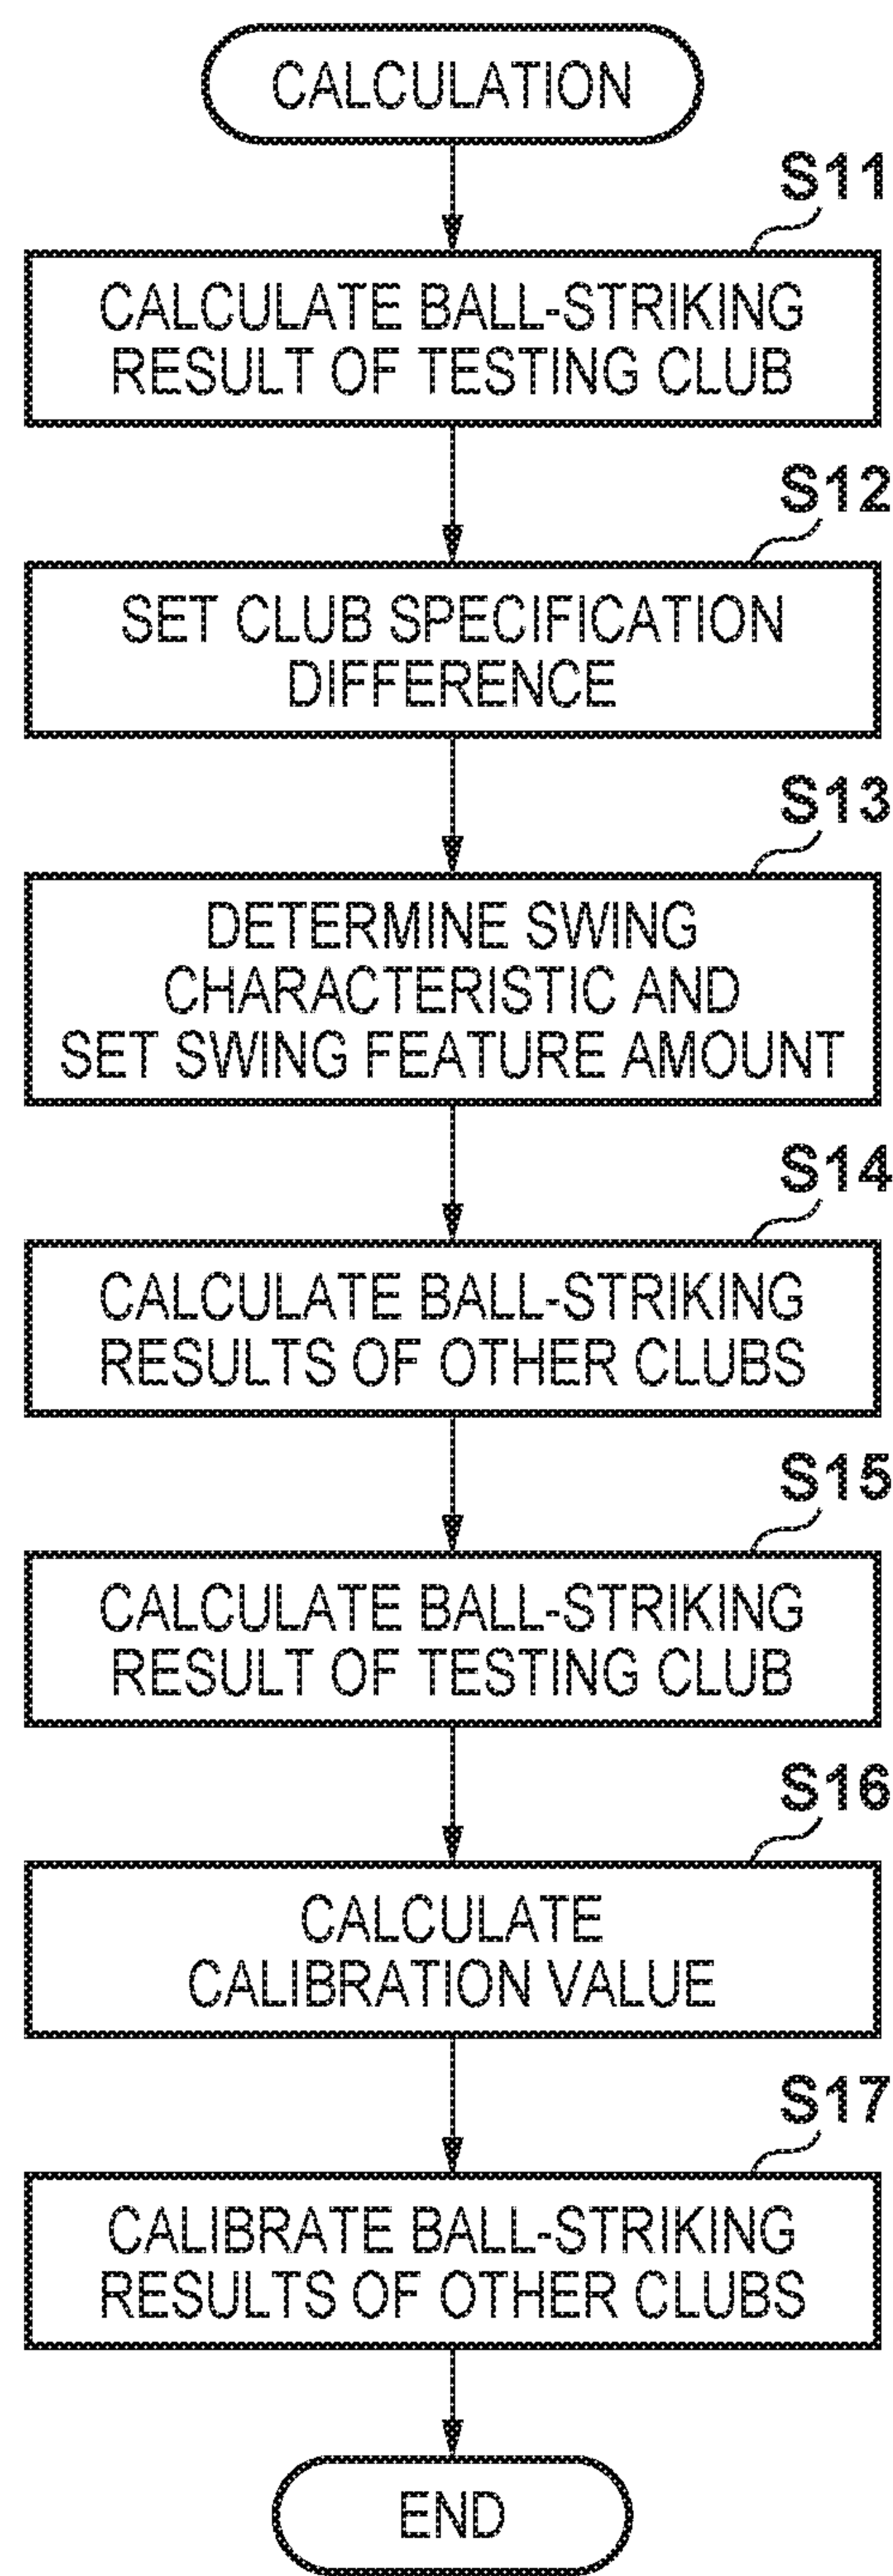 CALCULATION
S11
CALCULATE BALL-STRIKING
RESULT OF TESTING CLUB
S12
SET CLUB SPECIFICATION
DIFFERENCE
S13
DETERMINE SWING
CHARACTERISTIC AND
SET SWING FEATURE AMOUNT
S14
CALCULATE BALL-STRIKING
RESULTS OF OTHER CLUBS
S15
CALCULATE BALL-STRIKING
RESULT OF TESTING CLUB
S16
CALCULATE
CALIBRATION VALUE
S17
CALIBRATE BALL-STRIKING
RESULTS OF OTHER CLUBS
END